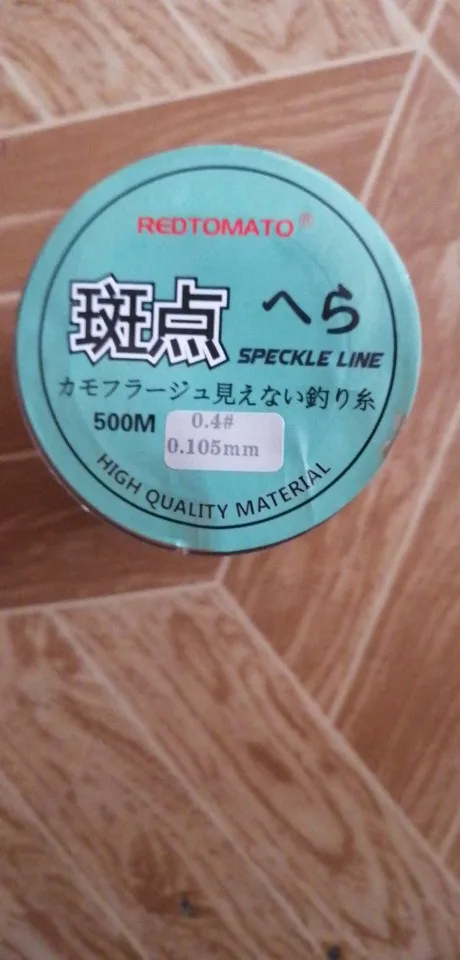 REDTOMATO®
斑点 へら
SPECKLE LINE
カモフラージュ見えない釣り糸
500M 0.4#
0.105mm
HIGH QUALITY MATERIAL